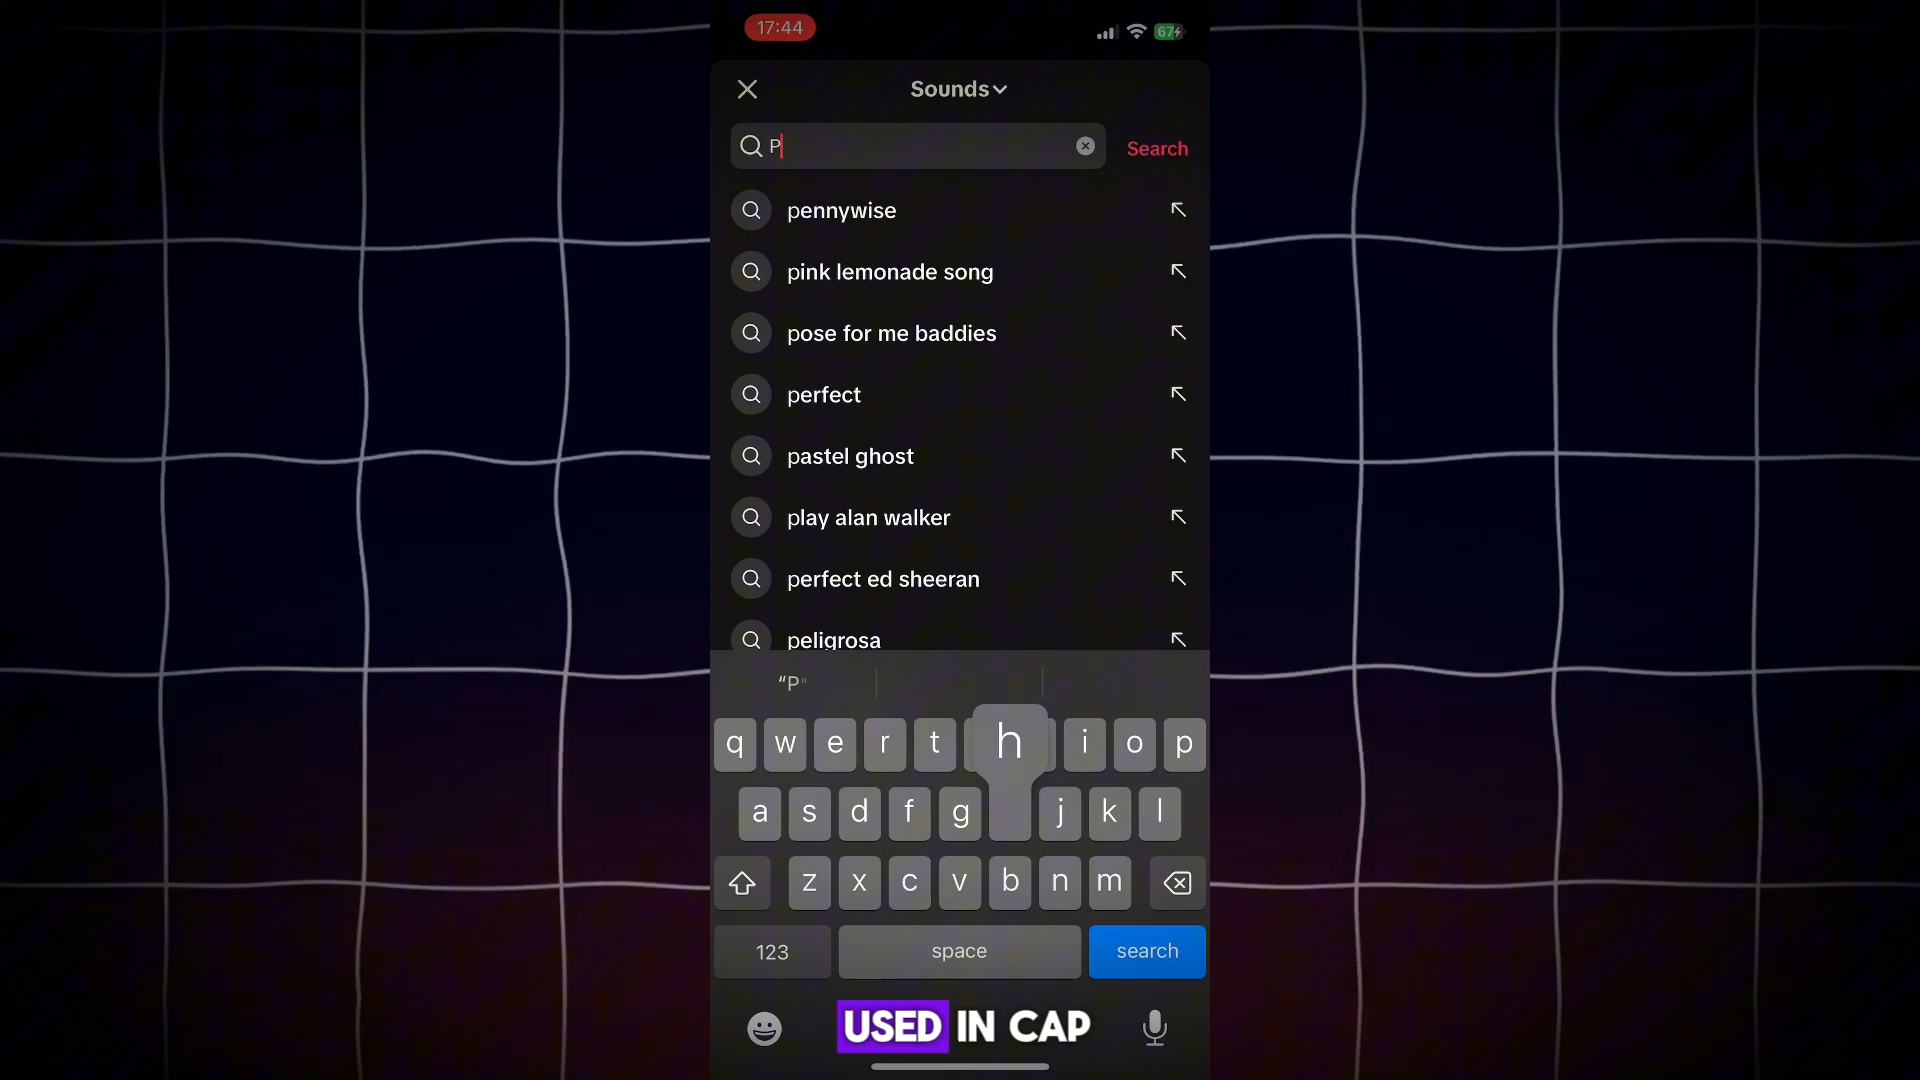 17:44
67
Sounds
P
Search
pennywise
pink lemonade song
pose for me baddies
perfect
pastel ghost
play alan walker
perfect ed sheeran
peligrosa
“P”
q w e r t h i o p
a s d f g j k l
z x c v b n m
123 space search
USED IN CAP